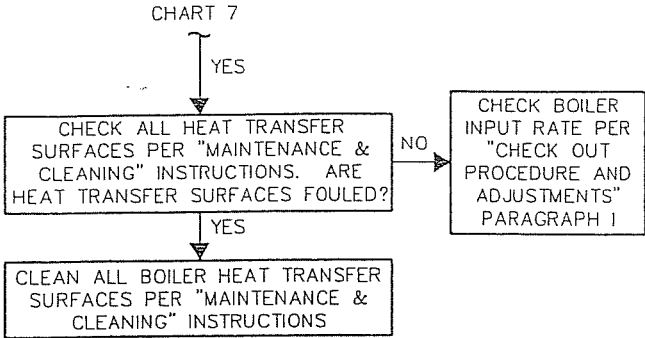 CHART 7
YES
CHECK ALL HEAT TRANSFER
SURFACES PER "MAINTENANCE &
CLEANING" INSTRUCTIONS. ARE
HEAT TRANSFER SURFACES FOULED?
NO
CHECK BOILER
INPUT RATE PER
"CHECK OUT
PROCEDURE AND
ADJUSTMENTS"
PARAGRAPH 1
YES
CLEAN ALL BOILER HEAT TRANSFER
SURFACES PER "MAINTENANCE &
CLEANING" INSTRUCTIONS